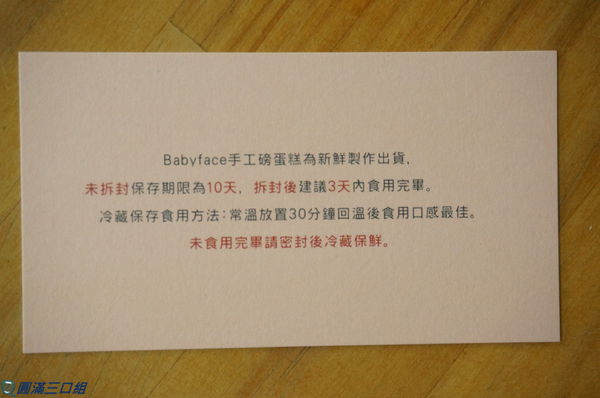 Babyface手工磅蛋糕為新鮮製作出貨,
未拆封保存期限為10天, 拆封後建議3天內食用完畢。
冷藏保存食用方法:常溫放置30分鐘回溫後食用口感最佳。
未食用完畢請密封後冷藏保鮮。
圓滿三口組